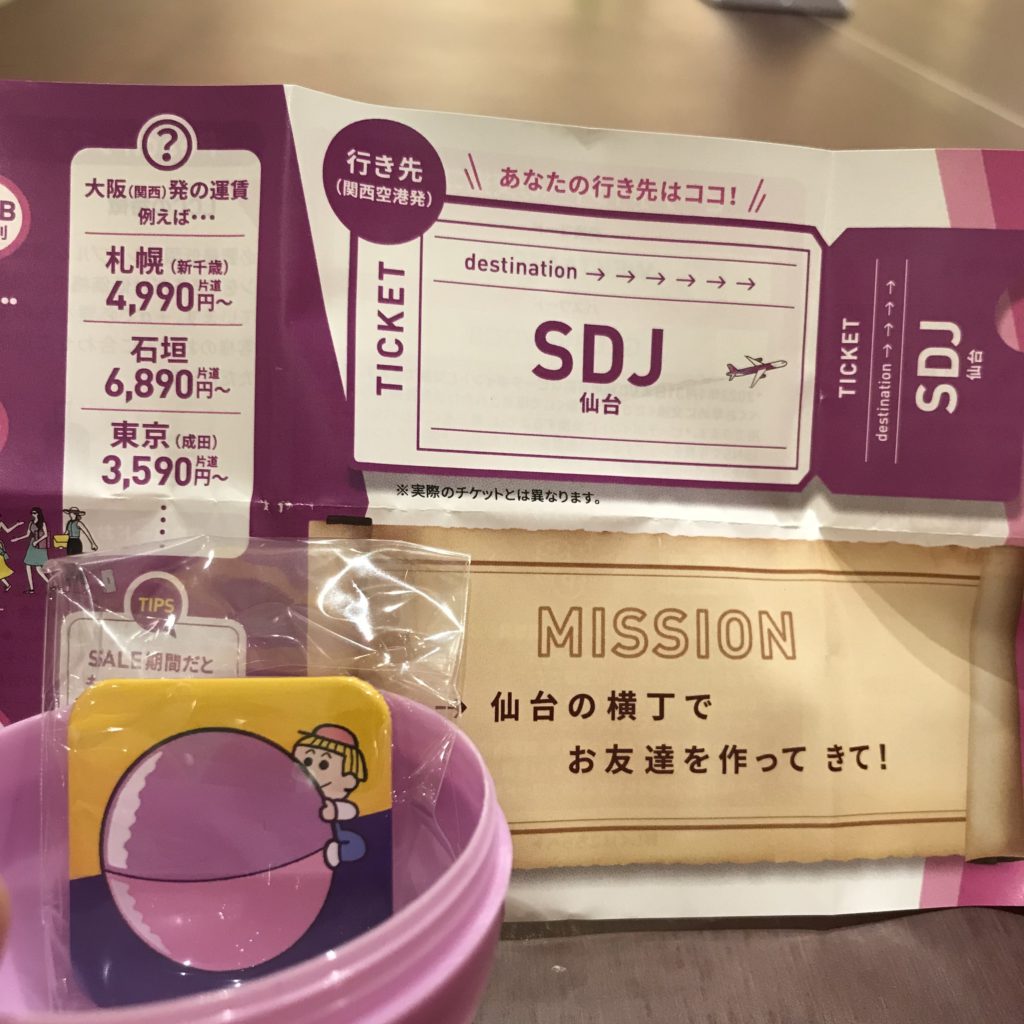 B
?
大阪(関西)発の運賃
例えば・・・
札幌(新千歳)
4,990円~ 片道
石垣
6,890円~ 片道
東京(成田)
3,590円~ 片道
TIPS
SALE期間だと
行き先
(関西空港発)
あなたの行き先はココ!
TICKET
destination → → → → → →
SDJ
仙台
TICKET
destination → → → → →
SDJ
仙台
※実際のチケットとは異なります。
MISSION
→ 仙台の横丁で
お友達を作って きて!